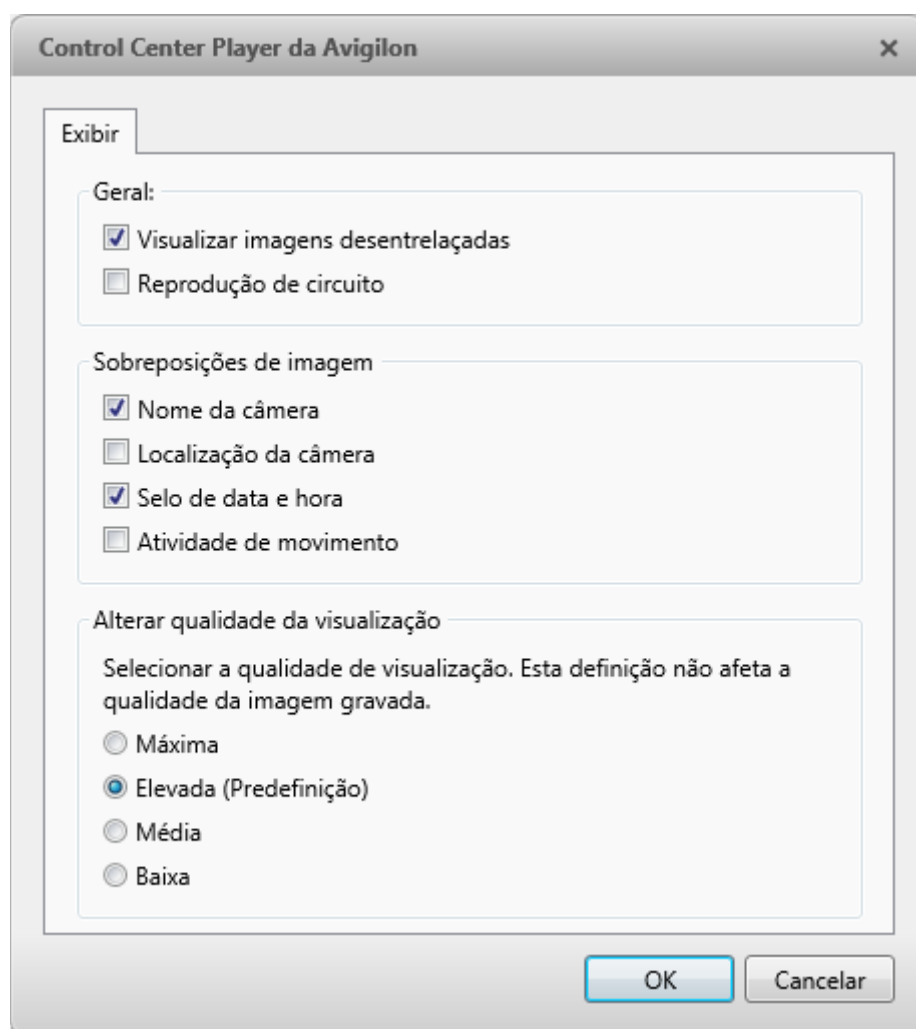 Control Center Player da Avigilon
Exibir
Geral:
Visualizar imagens desentrelaçadas
Reprodução de circuito
Sobreposições de imagem
Nome da câmera
Localização da câmera
Selo de data e hora
Atividade de movimento
Alterar qualidade da visualização
Selecionar a qualidade de visualização. Esta definição não afeta a
qualidade da imagem gravada.
Máxima
Elevada (Predefinição)
Média
Baixa
OK
Cancelar